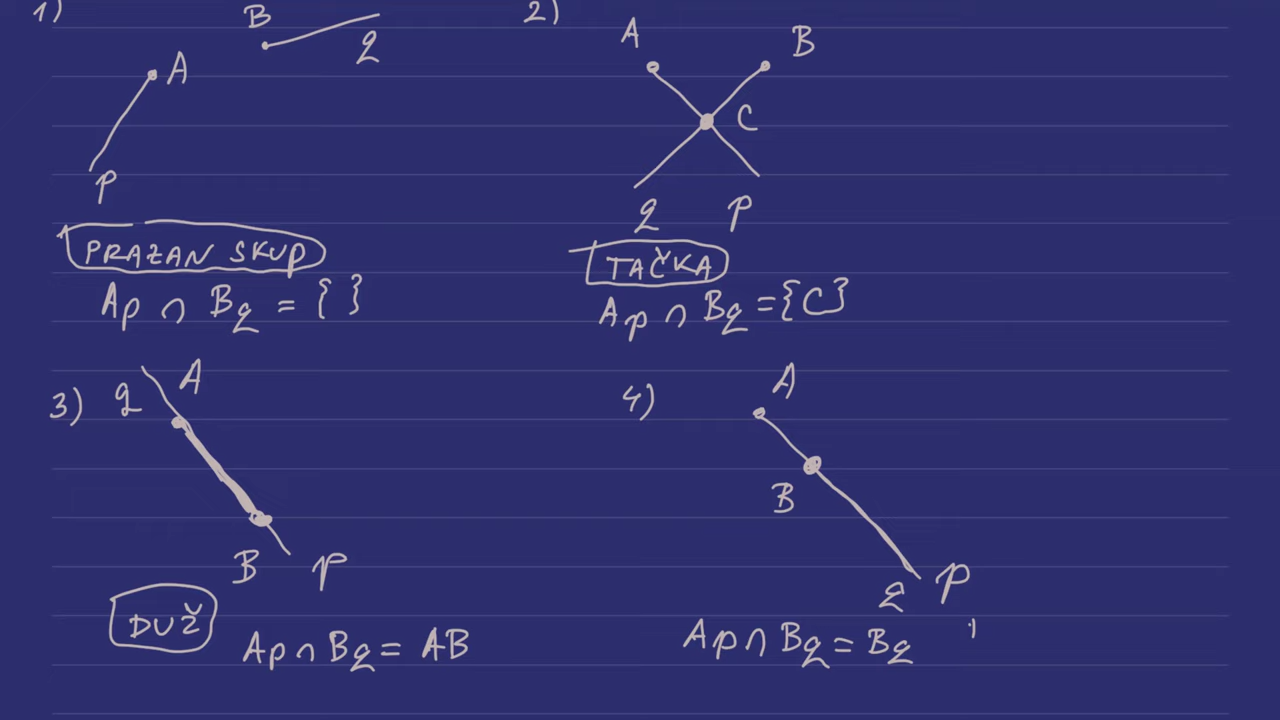 1)
B
q
A
p
PRAZAN SKUP
Ap ∩ Bq = { }
2)
A
B
C
q p
TAČKA
Ap ∩ Bq = {C}
3) q A
B p
DUŽ
Ap ∩ Bq = AB
4)
A
B
q p
Ap ∩ Bq = Bq